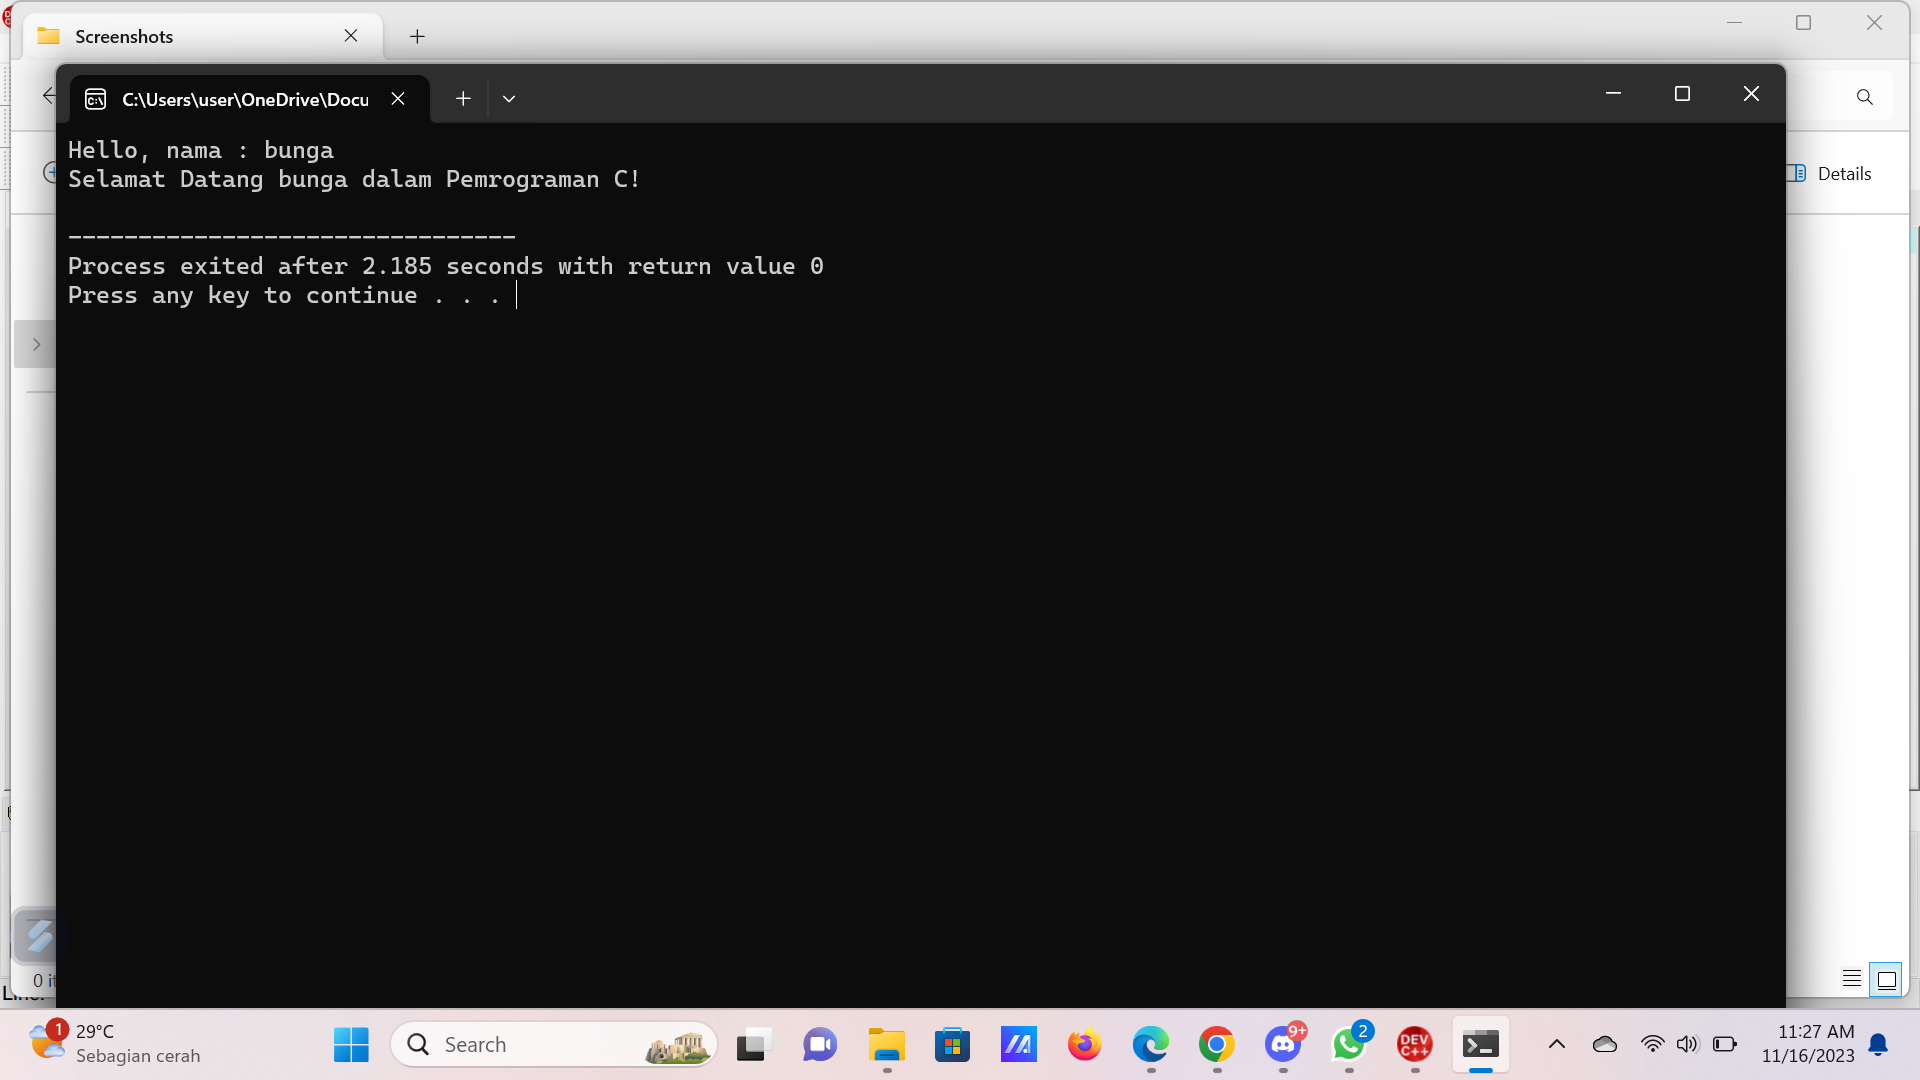 Screenshots
C:\Users\user\OneDrive\Docu
Hello, nama : bunga
Selamat Datang bunga dalam Pemrograman C!
--------------------------------
Process exited after 2.185 seconds with return value 0
Press any key to continue . . .
Details
0 it
1
29°C
Sebagian cerah
Search
9+
2
DEV
C++
11:27 AM
11/16/2023